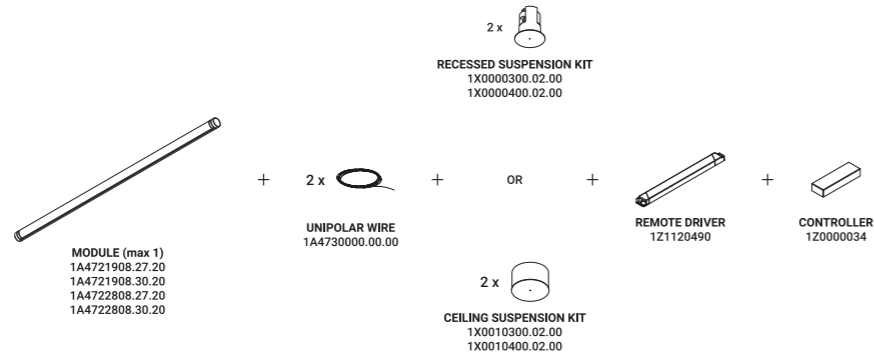 2 x
RECESSED SUSPENSION KIT
1X0000300.02.00
1X0000400.02.00
MODULE (max 1)
1A4721908.27.20
1A4721908.30.20
1A4722808.27.20
1A4722808.30.20
+
2 x
UNIPOLAR WIRE
1A4730000.00.00
+
OR
2 x
CEILING SUSPENSION KIT
1X0010300.02.00
1X0010400.02.00
+
REMOTE DRIVER
1Z1120490
+
CONTROLLER
1Z0000034